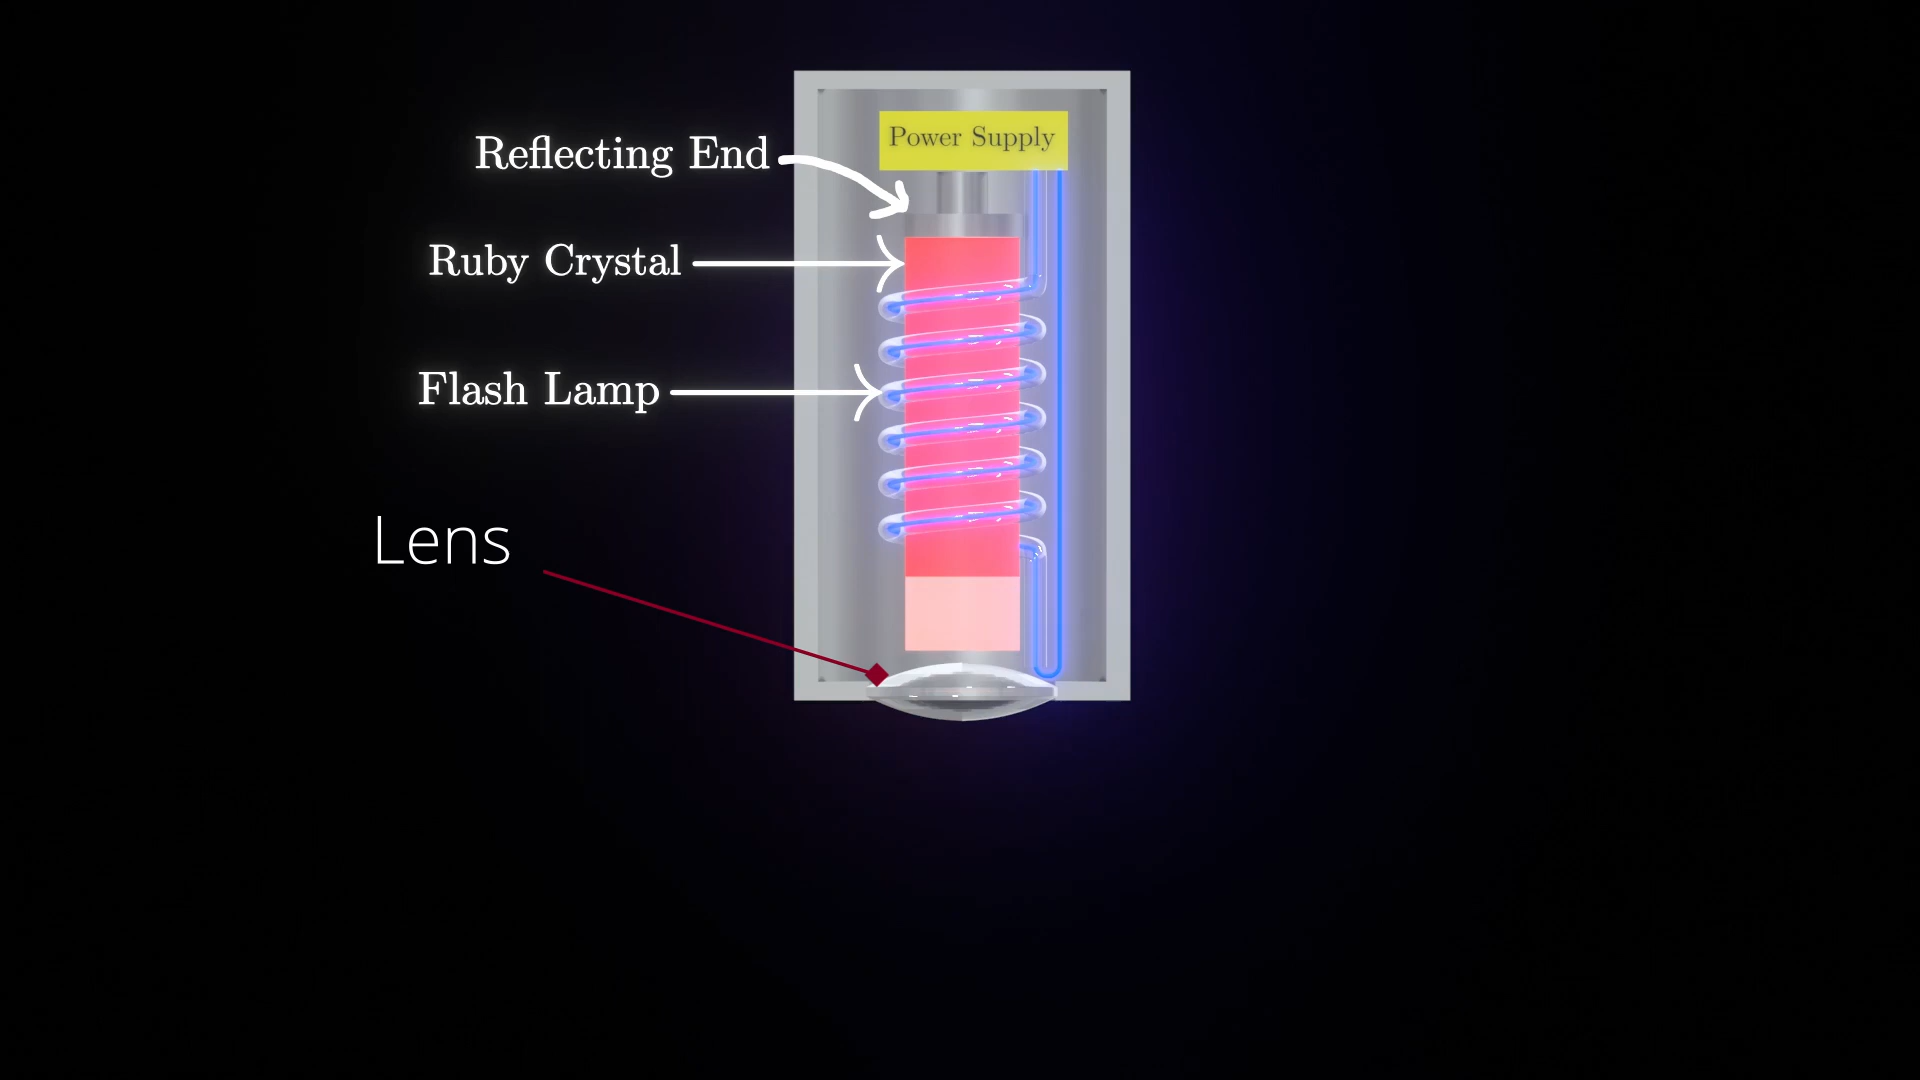 Power Supply
Reflecting End
Ruby Crystal
Flash Lamp
Lens